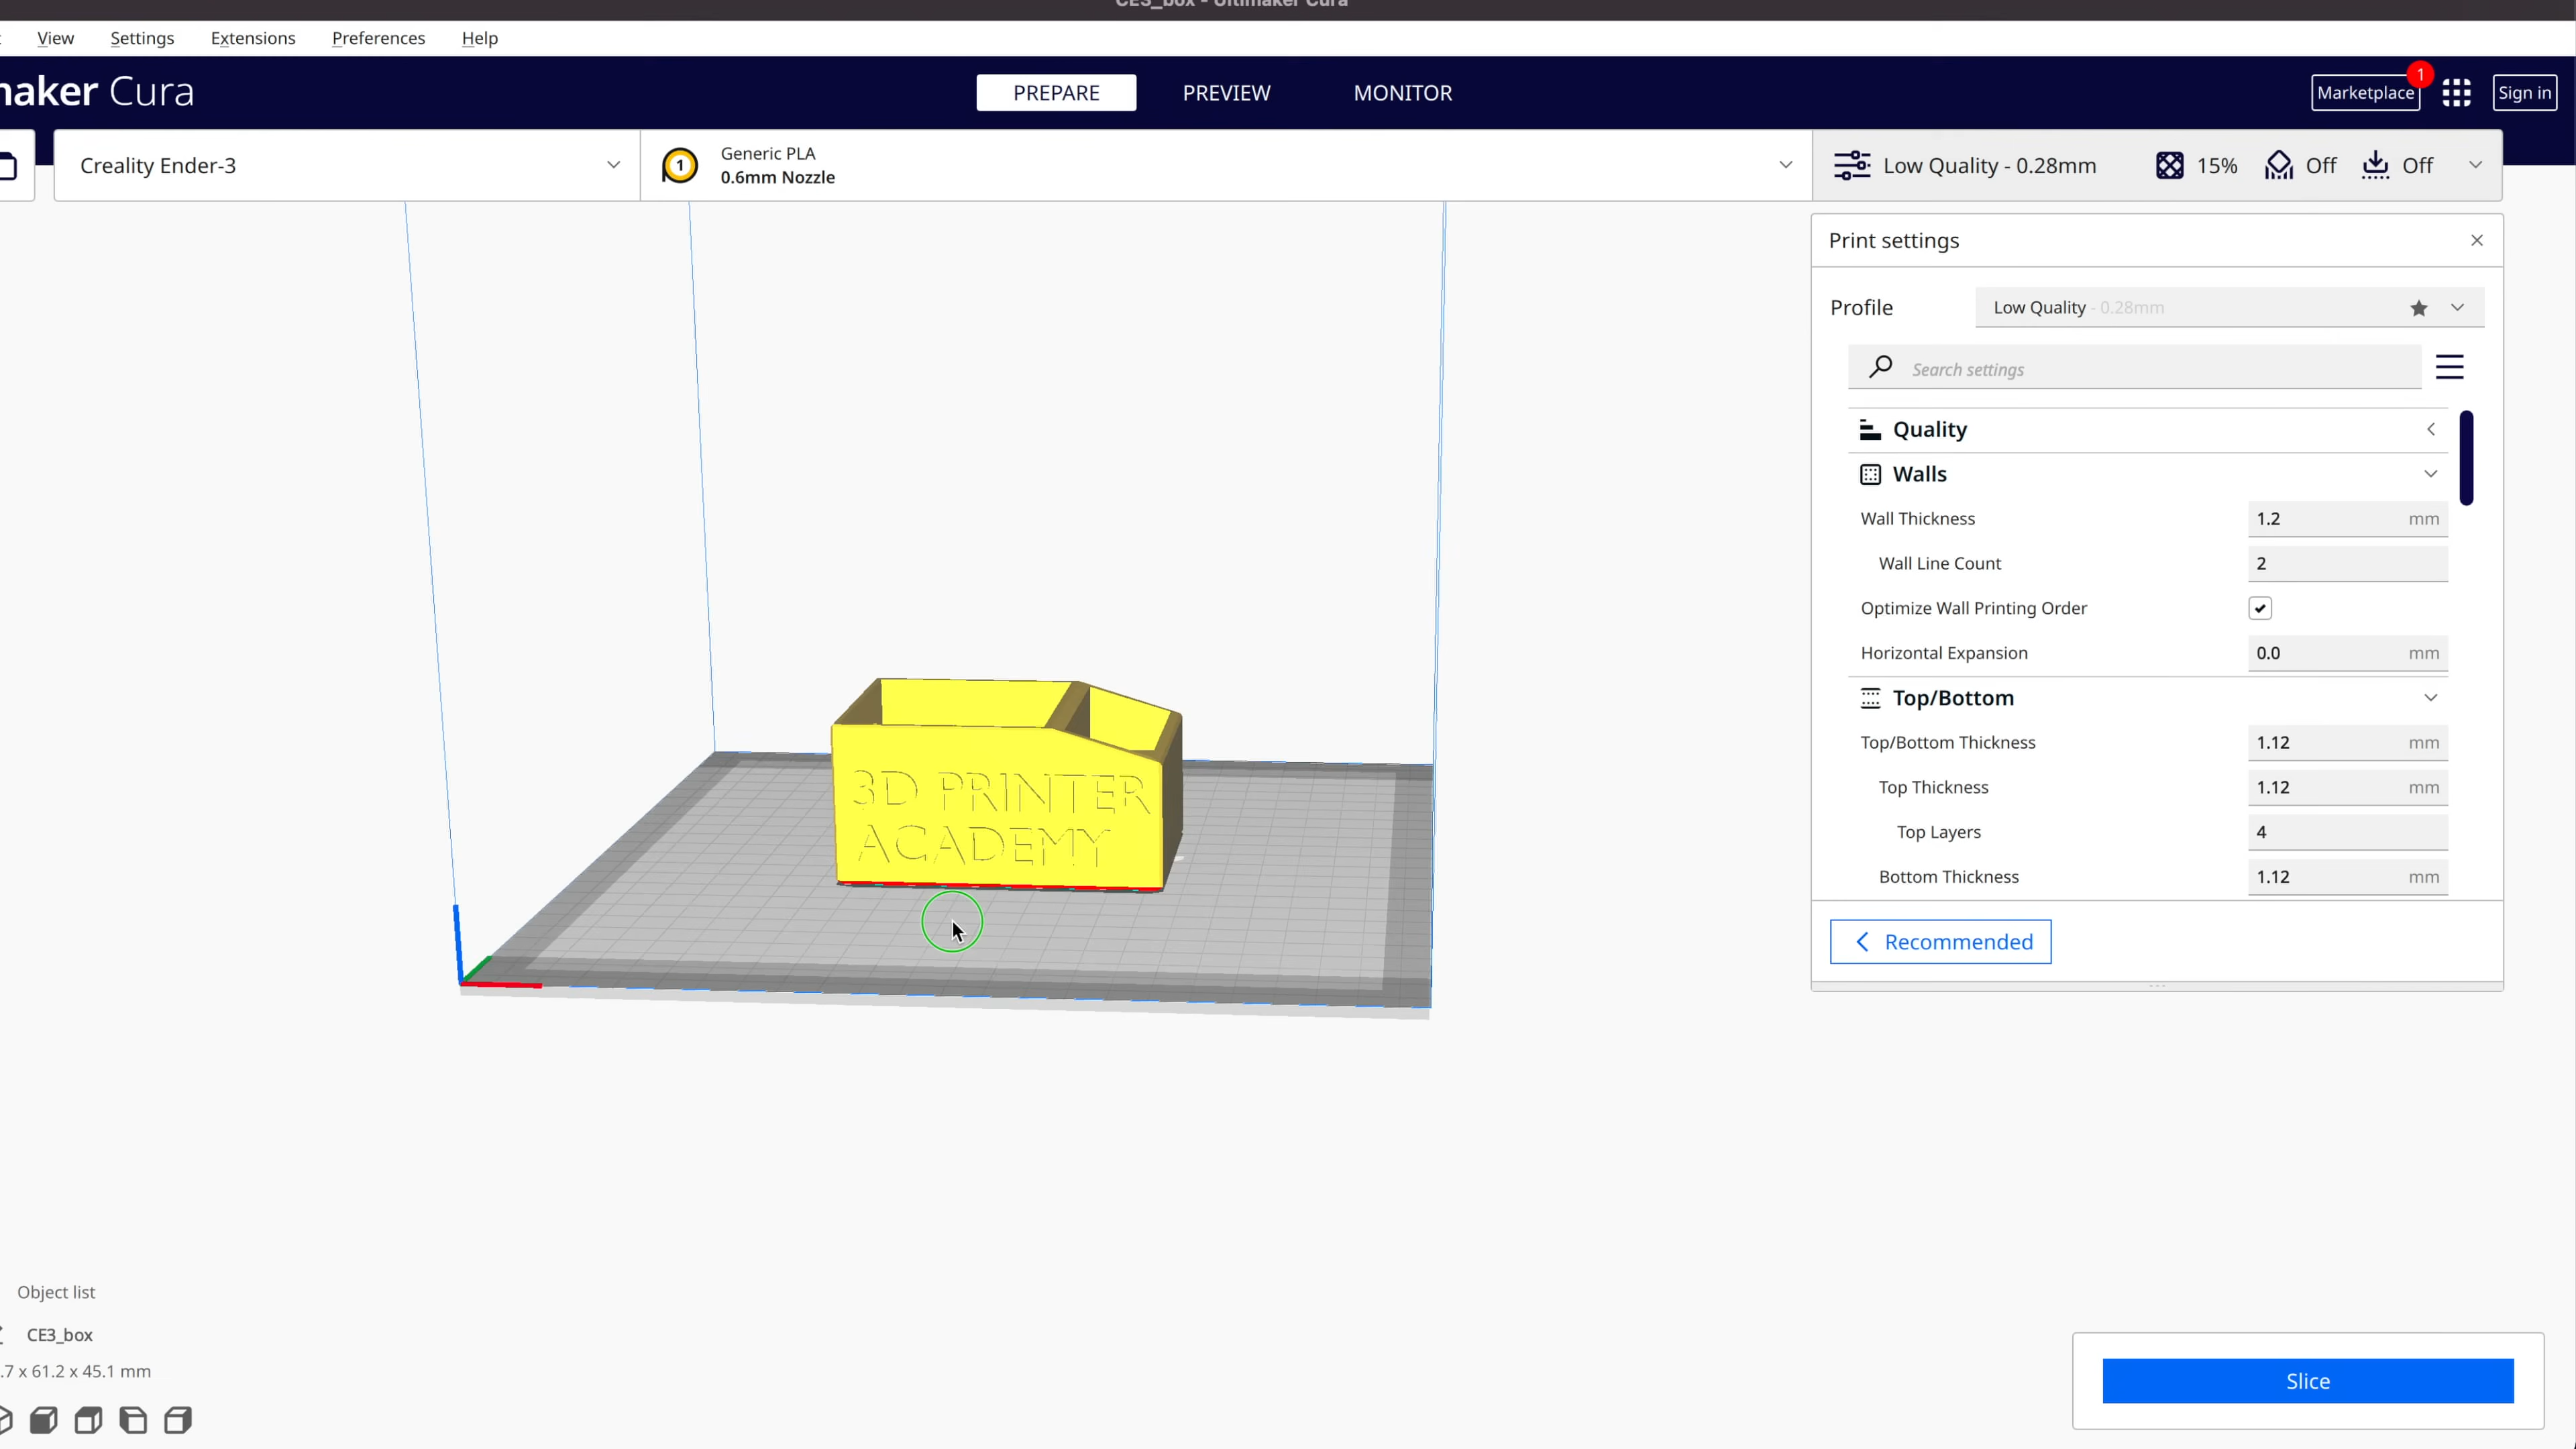 CE3_box - Ultimaker Cura
View Settings Extensions Preferences Help
maker Cura
PREPARE PREVIEW MONITOR
Marketplace 1 Sign in
Creality Ender-3
1 Generic PLA
0.6mm Nozzle
Low Quality - 0.28mm 15% Off Off
Print settings
Profile Low Quality - 0.28mm
Search settings
Quality
Walls
Wall Thickness 1.2 mm
Wall Line Count 2
Optimize Wall Printing Order
Horizontal Expansion 0.0 mm
Top/Bottom
Top/Bottom Thickness 1.12 mm
Top Thickness 1.12 mm
Top Layers 4
Bottom Thickness 1.12 mm
Recommended
3D PRINTER
ACADEMY
Object list
CE3_box
.7 x 61.2 x 45.1 mm
Slice